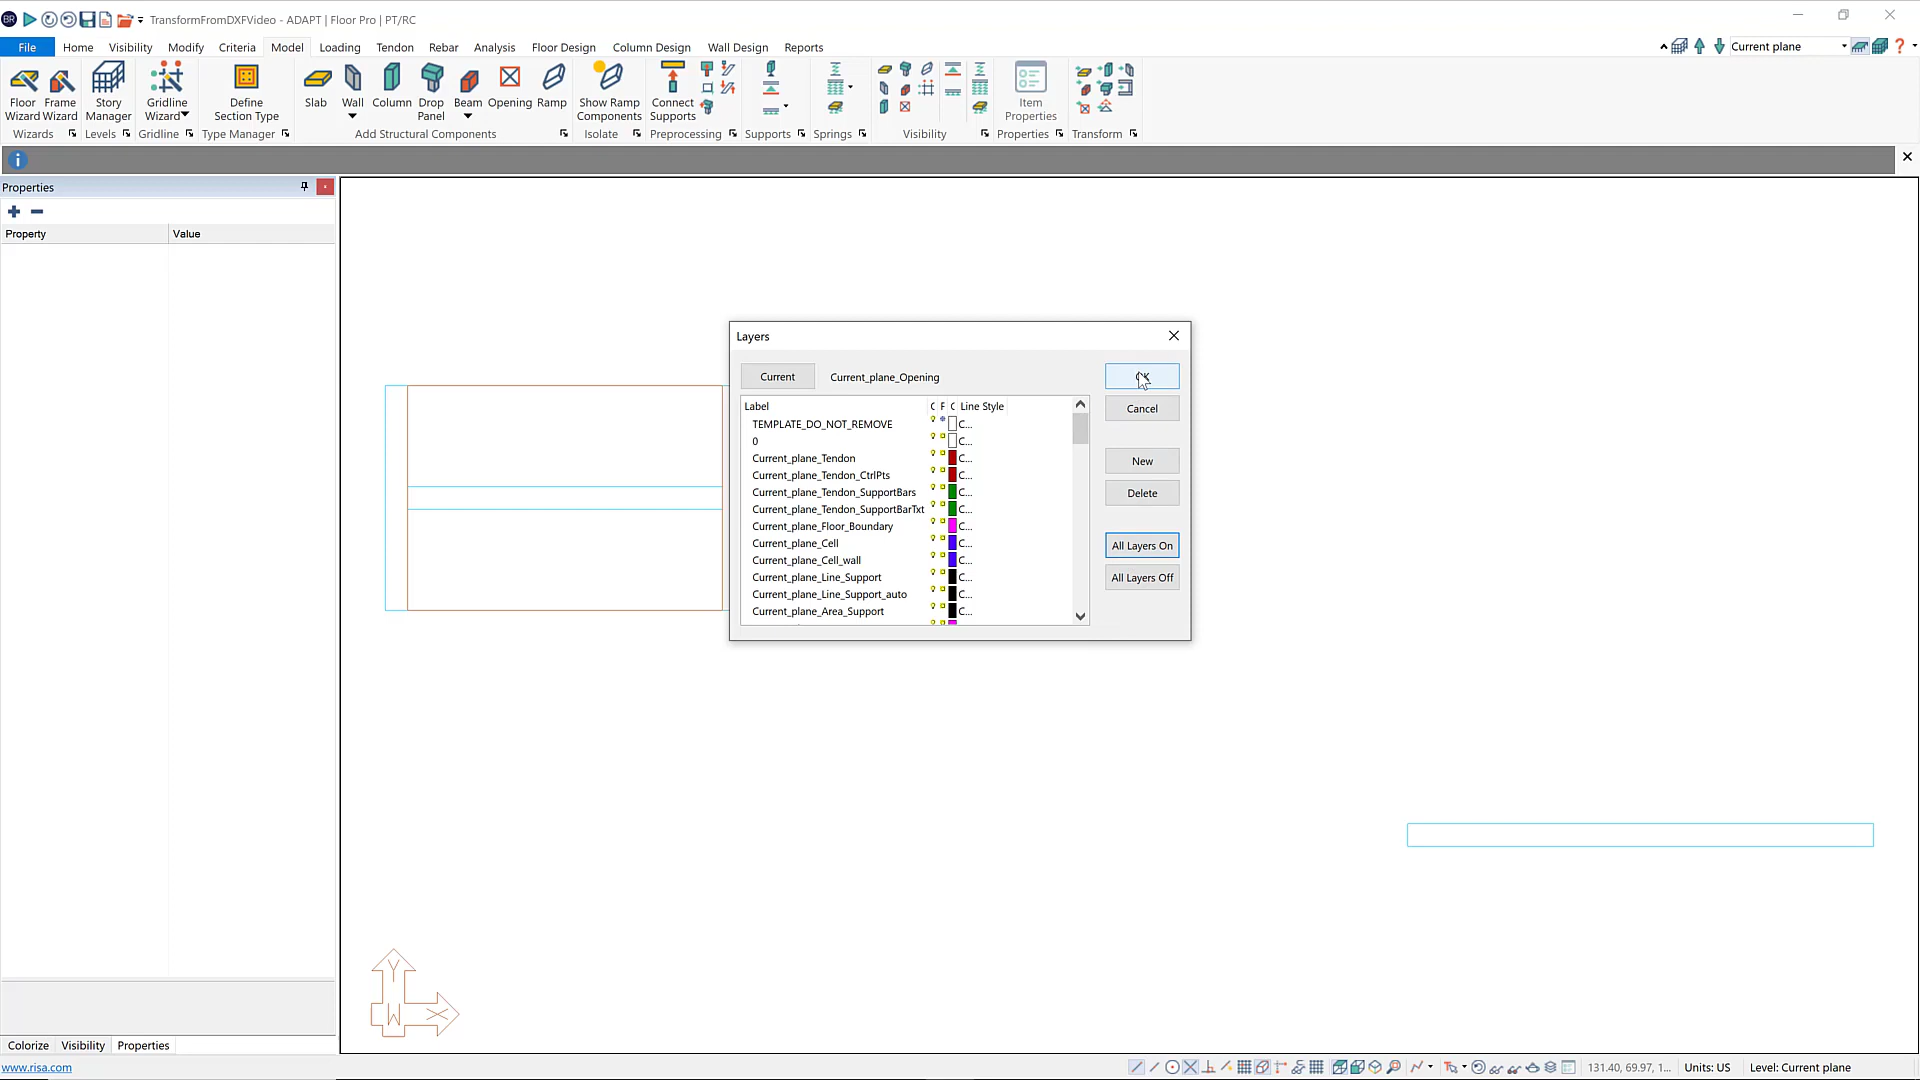 TransformFromDXFVideo - ADAPT | Floor Pro | PT/RC
File Home Visibility Modify Criteria Model Loading Tendon Rebar Analysis Floor Design Column Design Wall Design Reports Current plane
Floor Wizard Frame Wizard Story Manager Gridline Wizard Define Section Type Slab Wall Column Drop Panel Beam Opening Ramp Show Ramp Components Connect Supports Item Properties
Wizards Levels Gridline Type Manager Add Structural Components Isolate Preprocessing Supports Springs Visibility Properties Transform
Properties
Property Value
Layers
Current Current_plane_Opening
Cancel
New
Delete
All Layers On
All Layers Off
Label C F C Line Style
TEMPLATE_DO_NOT_REMOVE C...
0 C...
Current_plane_Tendon C...
Current_plane_Tendon_CtrlPts C...
Current_plane_Tendon_SupportBars C...
Current_plane_Tendon_SupportBarTxt C...
Current_plane_Floor_Boundary C...
Current_plane_Cell C...
Current_plane_Cell_wall C...
Current_plane_Line_Support C...
Current_plane_Line_Support_auto C...
Current_plane_Area_Support C...
Y
W X
Colorize Visibility Properties
www.risa.com
131.40, 69.97, 1... Units: US Level: Current plane